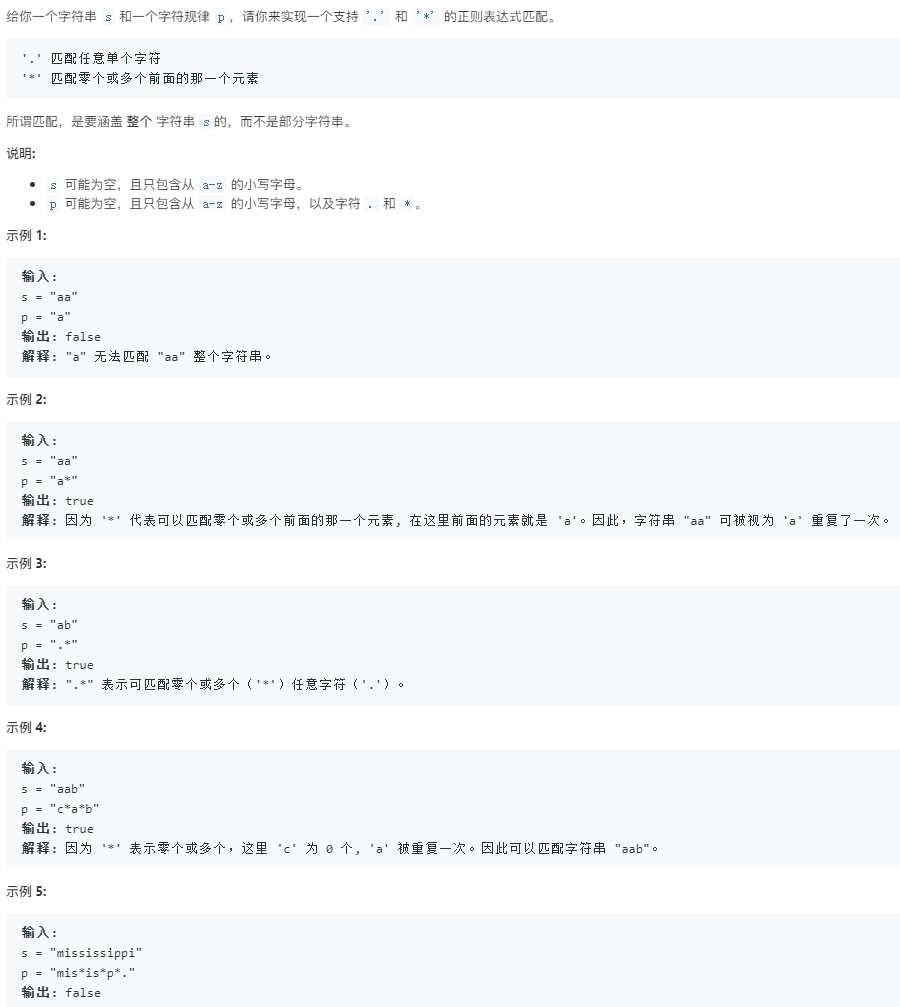 给你一个字符串 s 和一个字符规律 p，请你来实现一个支持 '.' 和 '*' 的正则表达式匹配。
'.' 匹配任意单个字符
'*' 匹配零个或多个前面的那一个元素
所谓匹配，是要涵盖 整个 字符串 s的，而不是部分字符串。
说明:
s 可能为空，且只包含从 a-z 的小写字母。
p 可能为空，且只包含从 a-z 的小写字母，以及字符 . 和 *。
示例 1:
输入:
s = "aa"
p = "a"
输出: false
解释: "a" 无法匹配 "aa" 整个字符串。
示例 2:
输入:
s = "aa"
p = "a*"
输出: true
解释: 因为 '*' 代表可以匹配零个或多个前面的那一个元素, 在这里前面的元素就是 'a'。因此，字符串 "aa" 可被视为 'a' 重复了一次。
示例 3:
输入:
s = "ab"
p = ".*"
输出: true
解释: ".*" 表示可匹配零个或多个（'*'）任意字符（'.'）。
示例 4:
输入:
s = "aab"
p = "c*a*b"
输出: true
解释: 因为 '*' 表示零个或多个，这里 'c' 为 0 个, 'a' 被重复一次。因此可以匹配字符串 "aab"。
示例 5:
输入:
s = "mississippi"
p = "mis*is*p*."
输出: false